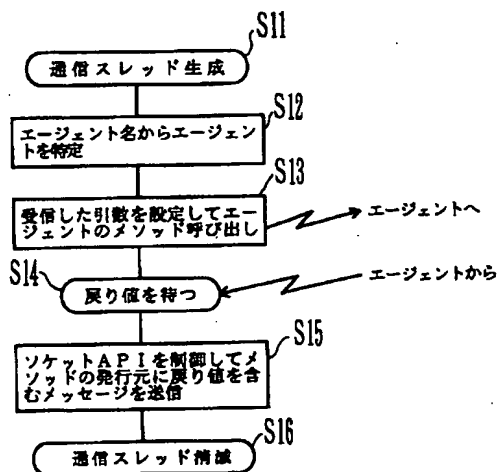 S11
通信スレッド生成
S12
エージェント名からエージェン
トを特定
S13
受信した引数を設定してエー
ジェントのメソッド呼び出し
エージェントへ
S14
戻り値を待つ
エージェントから
S15
ソケットAPIを制御してメ
ソッドの発行元に戻り値を含
むメッセージを送信
S16
通信スレッド消滅